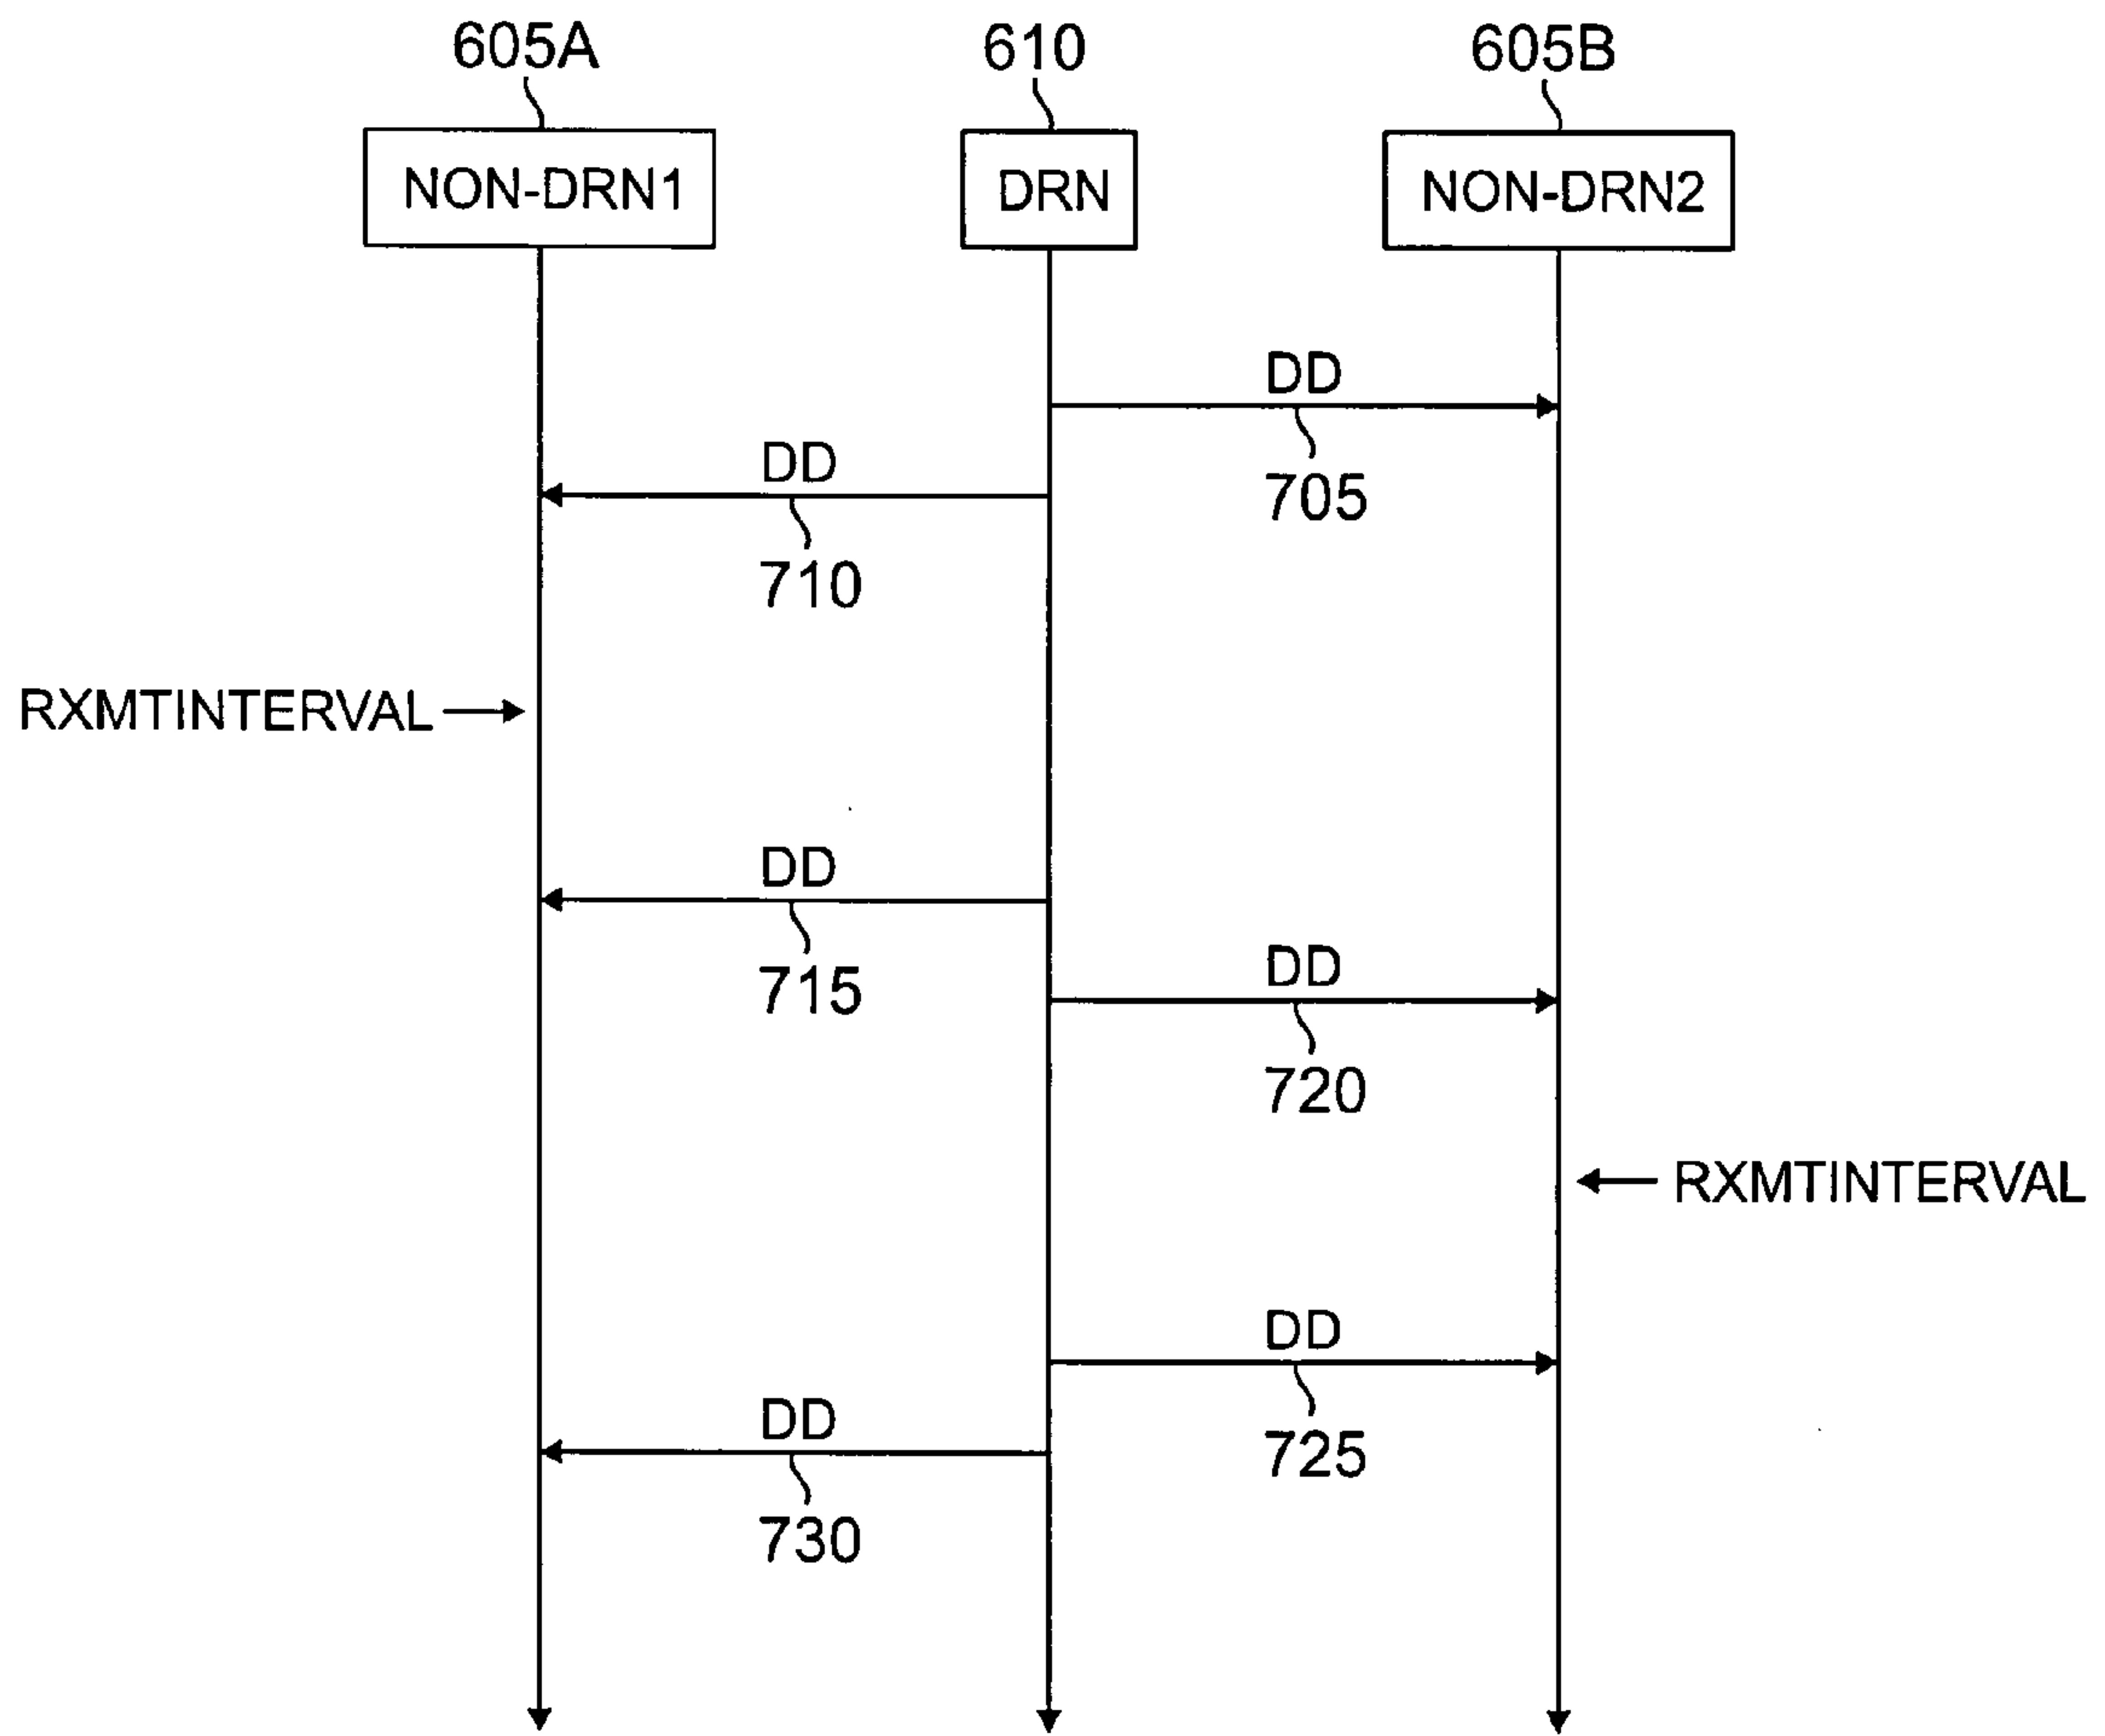 605A
610
605B
NON-DRN1
DRN
NON-DRN2
DD
705
DD
710
RXMTINTERVAL
DD
715
DD
720
RXMTINTERVAL
DD
725
DD
730